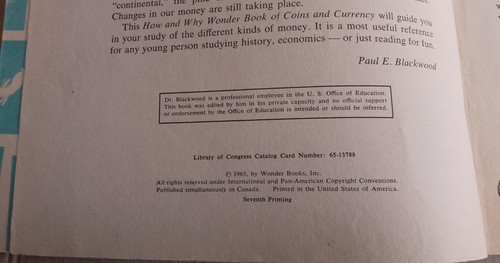 "continental," the
Changes in our money are still taking place.
This How and Why Wonder Book of Coins and Currency will guide you
in your study of the different kinds of money. It is a most useful reference
for any young person studying history, economics — or just reading for fun.
Paul E. Blackwood
Dr. Blackwood is a professional employee in the U. S. Office of Education.
This book was edited by him in his private capacity and no official support
or endorsement by the Office of Education is intended or should be inferred.
Library of Congress Catalog Card Number: 65-13788
© 1965, by Wonder Books, Inc.
All rights reserved under International and Pan-American Copyright Conventions.
Published simultaneously in Canada. Printed in the United States of America.
Seventh Printing